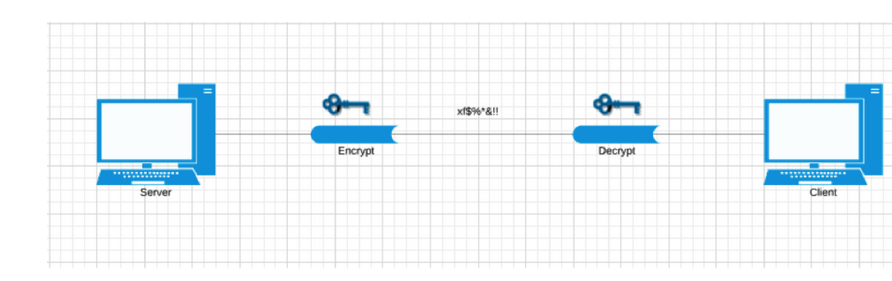 xf$%*&!!
Encrypt
Decrypt
Server
Client